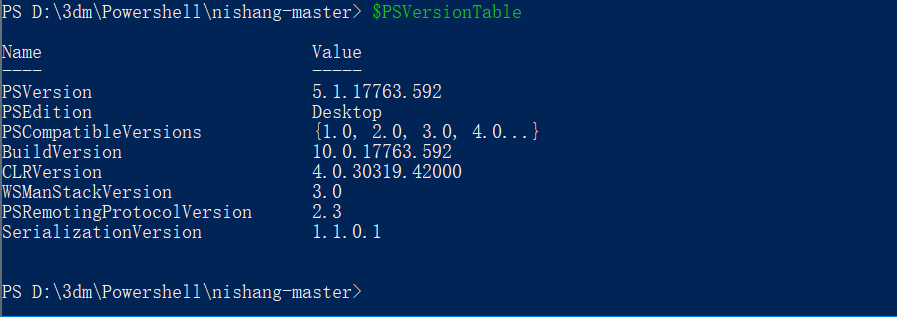 PS D:\3dm\Powershell\nishang-master> $PSVersionTable
Name Value
---- -----
PSVersion 5.1.17763.592
PSEdition Desktop
PSCompatibleVersions {1.0, 2.0, 3.0, 4.0...}
BuildVersion 10.0.17763.592
CLRVersion 4.0.30319.42000
WSManStackVersion 3.0
PSRemotingProtocolVersion 2.3
SerializationVersion 1.1.0.1
PS D:\3dm\Powershell\nishang-master>